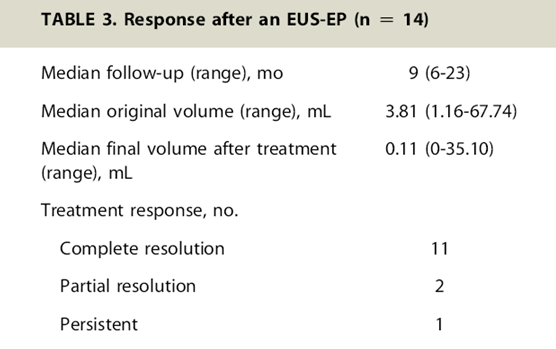 TABLE 3. Response after an EUS-EP (n = 14)
Median follow-up (range), mo 9 (6-23)
Median original volume (range), mL 3.81 (1.16-67.74)
Median final volume after treatment 0.11 (0-35.10)
(range), mL
Treatment response, no.
Complete resolution 11
Partial resolution 2
Persistent 1